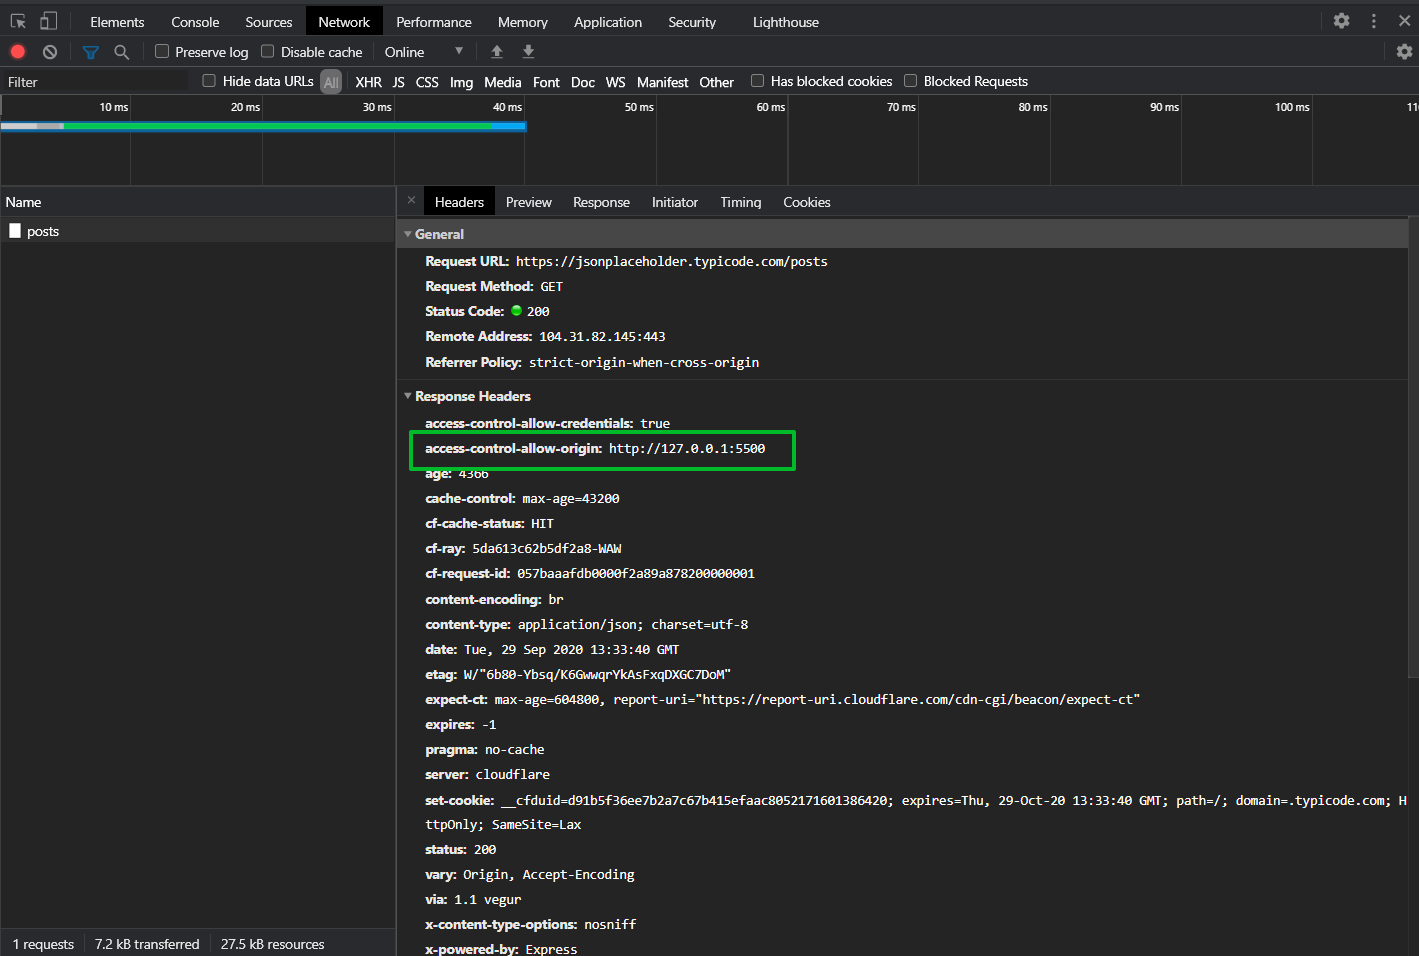 Elements Console Sources Network Performance Memory Application Security Lighthouse
Preserve log Disable cache Online
Filter Hide data URLs All XHR JS CSS Img Media Font Doc WS Manifest Other Has blocked cookies Blocked Requests
10 ms 20 ms 30 ms 40 ms 50 ms 60 ms 70 ms 80 ms 90 ms 100 ms
Name
posts
Headers Preview Response Initiator Timing Cookies
General
Request URL: https://jsonplaceholder.typicode.com/posts
Request Method: GET
Status Code: 200
Remote Address: 104.31.82.145:443
Referrer Policy: strict-origin-when-cross-origin
Response Headers
access-control-allow-credentials: true
access-control-allow-origin: http://127.0.0.1:5500
age: 4366
cache-control: max-age=43200
cf-cache-status: HIT
cf-ray: 5da613c62b5df2a8-WAW
cf-request-id: 057baaafdb0000f2a89a878200000001
content-encoding: br
content-type: application/json; charset=utf-8
date: Tue, 29 Sep 2020 13:33:40 GMT
etag: W/"6b80-Ybsq/K6GwwqrYkAsFxqDXGC7DoM"
expect-ct: max-age=604800, report-uri="https://report-uri.cloudflare.com/cdn-cgi/beacon/expect-ct"
expires: -1
pragma: no-cache
server: cloudflare
set-cookie: __cfduid=d91b5f36ee7b2a7c67b415efaac8052171601386420; expires=Thu, 29-Oct-20 13:33:40 GMT; path=/; domain=.typicode.com; H
ttpOnly; SameSite=Lax
status: 200
vary: Origin, Accept-Encoding
via: 1.1 vegur
x-content-type-options: nosniff
x-powered-by: Express
1 requests 7.2 kB transferred 27.5 kB resources